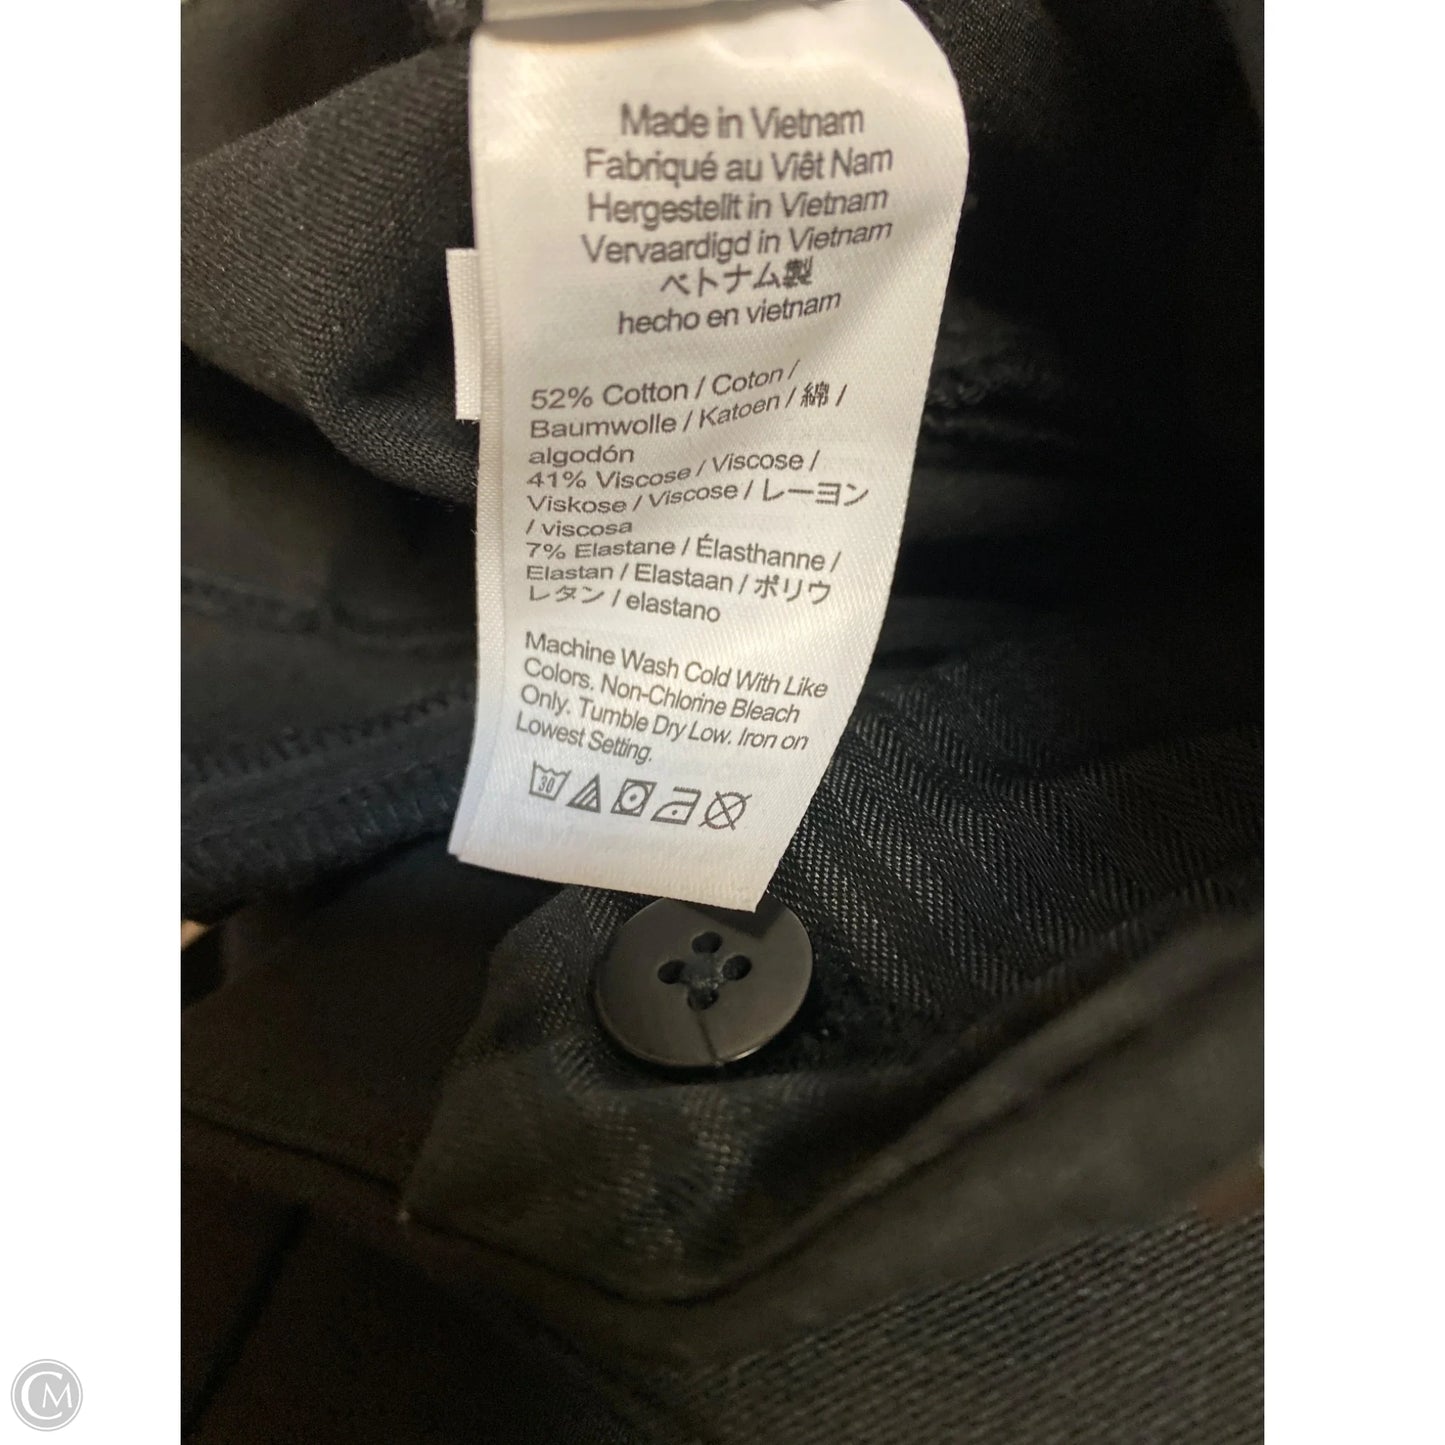 Made in Vietnam
Fabriqué au Viêt Nam
Hergestellt in Vietnam
Vervaardigd in Vietnam
ベトナム製
hecho en vietnam
52% Cotton / Coton /
Baumwolle / Katoen / 綿 /
algodón
41% Viscose / Viscose /
Viskose / Viscose / レーヨン
/ viscosa
7% Elastane / Élasthanne /
Elastan / Elastaan / ポリウ
レタン / elastano
Machine Wash Cold With Like
Colors. Non-Chlorine Bleach
Only. Tumble Dry Low. Iron on
Lowest Setting.
30
CM